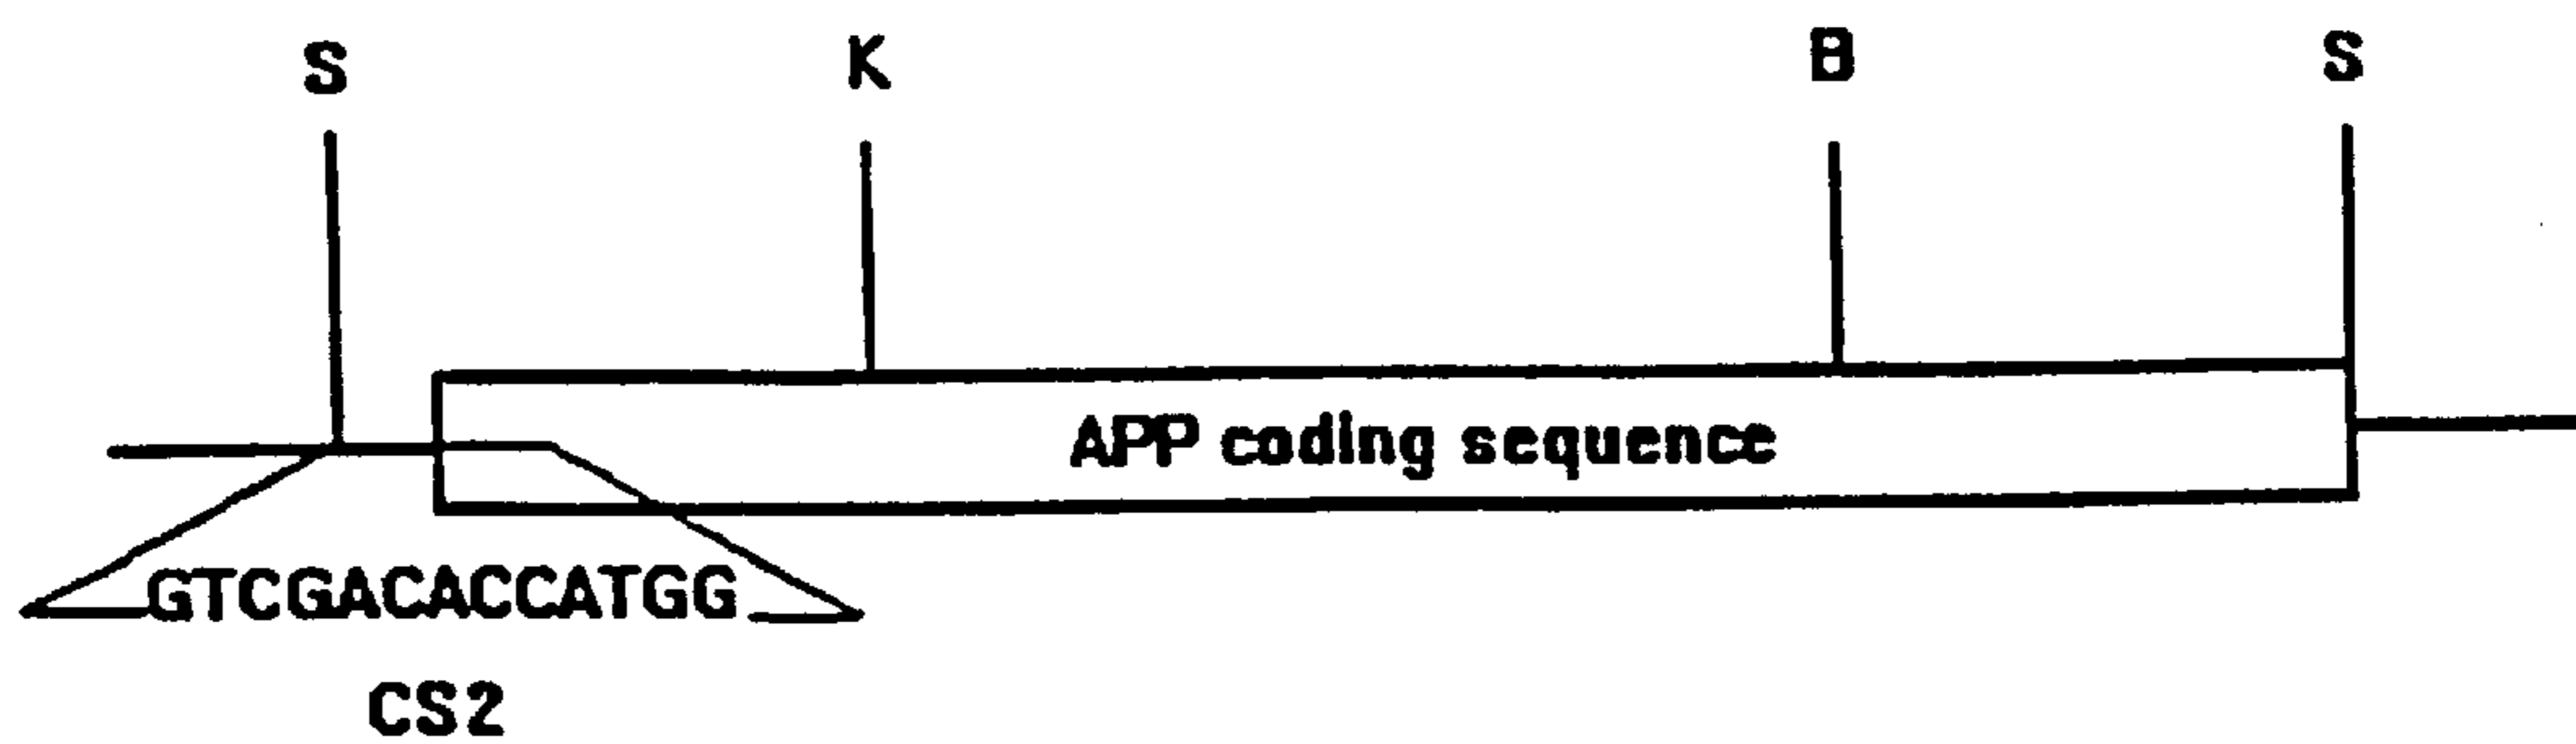 S K B S
APP coding sequence
GTCGACACCATGG
CS2